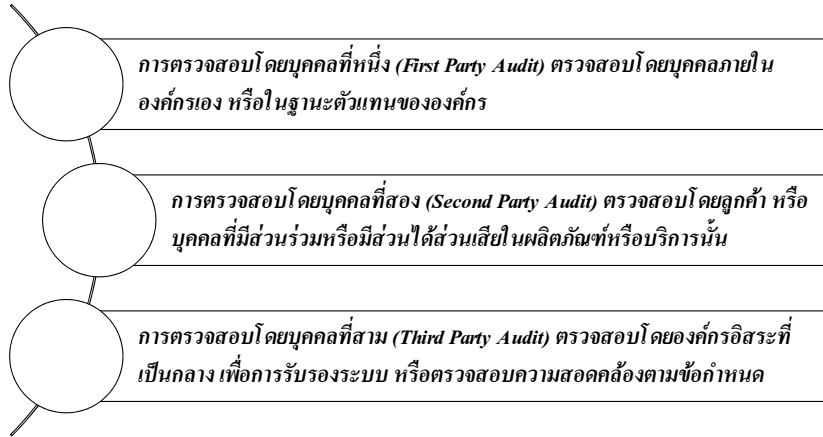 การตรวจสอบโดยบุคคลที่หนึ่ง (First Party Audit) ตรวจสอบโดยบุคคลภายใน
องค์กรเอง หรือในฐานะตัวแทนขององค์กร
การตรวจสอบโดยบุคคลที่สอง (Second Party Audit) ตรวจสอบโดยลูกค้า หรือ
บุคคลที่มีส่วนร่วมหรือมีส่วนได้ส่วนเสียในผลิตภัณฑ์หรือบริการนั้น
การตรวจสอบโดยบุคคลที่สาม (Third Party Audit) ตรวจสอบโดยองค์กรอิสระที่
เป็นกลาง เพื่อการรับรองระบบ หรือตรวจสอบความสอดคล้องตามข้อกำหนด